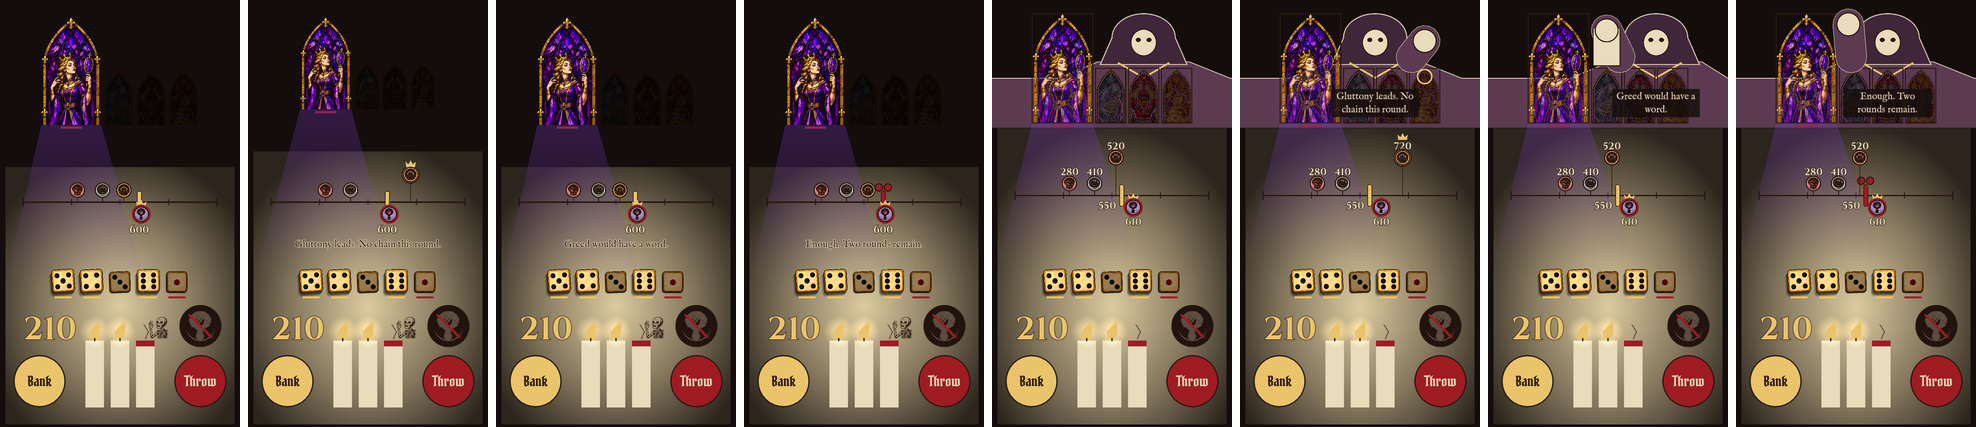 600
210
Bank
Throw
600
Gluttony leads. No chain this round.
210
Bank
Throw
600
Greed would have a word.
210
Bank
Throw
600
Enough. Two rounds remain.
210
Bank
Throw
520
280 410
550
610
210
Bank
Throw
Gluttony leads. No
chain this round.
720
280 410
550
610
210
Bank
Throw
Greed would have a
word.
520
280 410
550
610
210
Bank
Throw
Enough. Two
rounds remain.
520
280 410
550
610
210
Bank
Throw